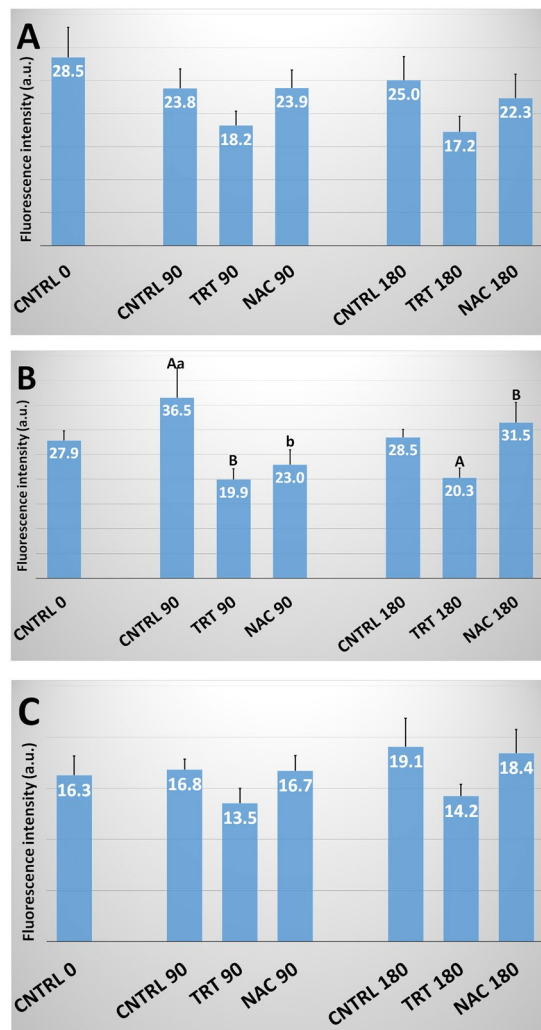 A
Fluorescence intensity (a.u.)
28.5
23.8
18.2
23.9
25.0
17.2
22.3
CNTRL 0
CNTRL 90
TRT 90
NAC 90
CNTRL 180
TRT 180
NAC 180
B
Fluorescence intensity (a.u.)
Aa
B
b
A
B
27.9
36.5
19.9
23.0
28.5
20.3
31.5
CNTRL 0
CNTRL 90
TRT 90
NAC 90
CNTRL 180
TRT 180
NAC 180
C
Fluorescence intensity (a.u.)
16.3
16.8
13.5
16.7
19.1
14.2
18.4
CNTRL 0
CNTRL 90
TRT 90
NAC 90
CNTRL 180
TRT 180
NAC 180